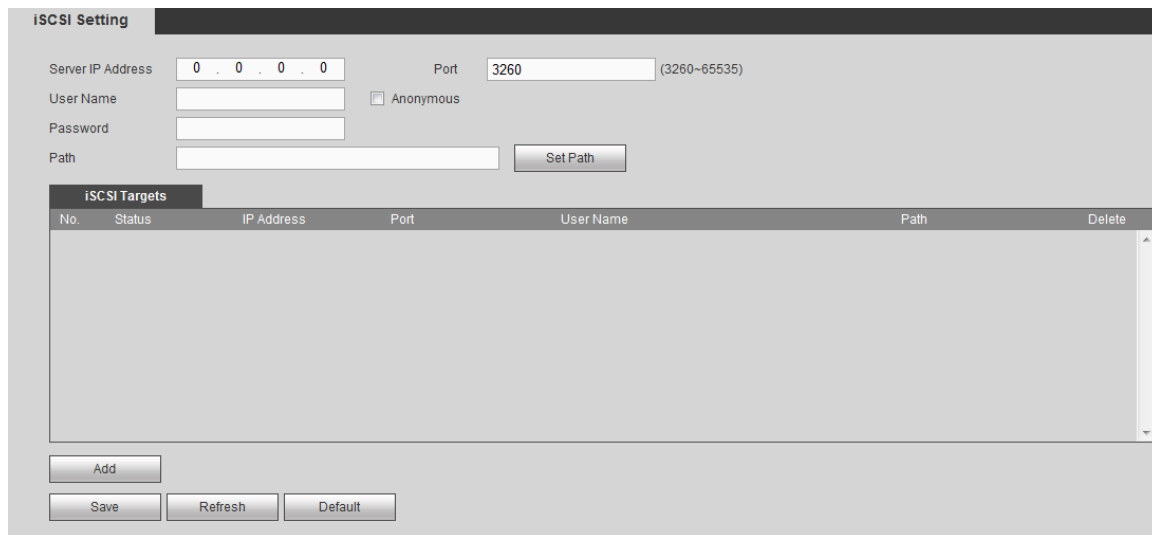 iSCSI Setting
Server IP Address 0 . 0 . 0 . 0 Port 3260 (3260~65535)
User Name Anonymous
Password
Path Set Path
iSCSI Targets
No. Status IP Address Port User Name Path Delete
Add
Save Refresh Default